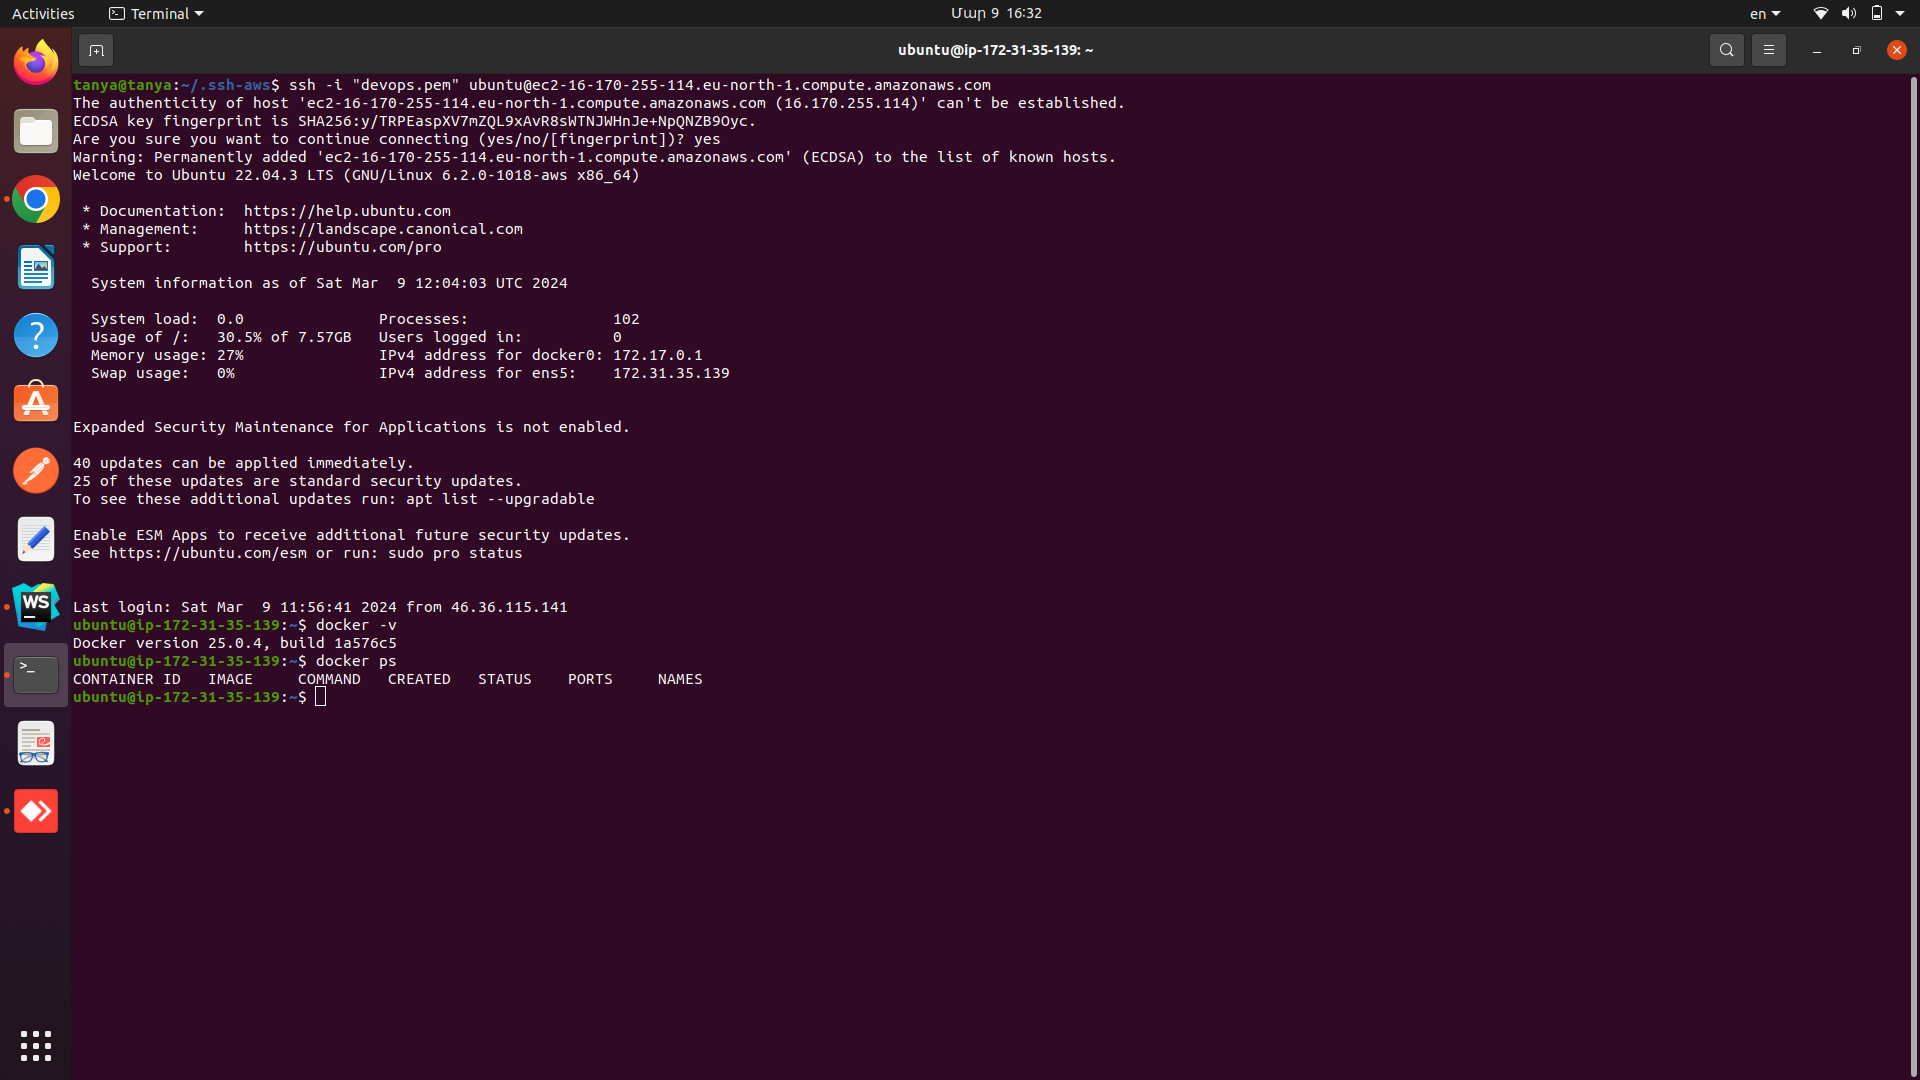 Activities
Terminal
Մար 9 16:32
en
ubuntu@ip-172-31-35-139: ~
tanya@tanya:~/.ssh-aws$ ssh -i "devops.pem" ubuntu@ec2-16-170-255-114.eu-north-1.compute.amazonaws.com
The authenticity of host 'ec2-16-170-255-114.eu-north-1.compute.amazonaws.com (16.170.255.114)' can't be established.
ECDSA key fingerprint is SHA256:y/TRPEaspXV7mZQL9xAvR8sWTNJWHnJe+NpQNZB9Oyc.
Are you sure you want to continue connecting (yes/no/[fingerprint])? yes
Warning: Permanently added 'ec2-16-170-255-114.eu-north-1.compute.amazonaws.com' (ECDSA) to the list of known hosts.
Welcome to Ubuntu 22.04.3 LTS (GNU/Linux 6.2.0-1018-aws x86_64)
* Documentation:  https://help.ubuntu.com
* Management:     https://landscape.canonical.com
* Support:        https://ubuntu.com/pro
System information as of Sat Mar  9 12:04:03 UTC 2024
System load:  0.0               Processes:                102
Usage of /:   30.5% of 7.57GB   Users logged in:          0
Memory usage: 27%               IPv4 address for docker0: 172.17.0.1
Swap usage:   0%                IPv4 address for ens5:    172.31.35.139
Expanded Security Maintenance for Applications is not enabled.
40 updates can be applied immediately.
25 of these updates are standard security updates.
To see these additional updates run: apt list --upgradable
Enable ESM Apps to receive additional future security updates.
See https://ubuntu.com/esm or run: sudo pro status
Last login: Sat Mar  9 11:56:41 2024 from 46.36.115.141
ubuntu@ip-172-31-35-139:~$ docker -v
Docker version 25.0.4, build 1a576c5
ubuntu@ip-172-31-35-139:~$ docker ps
CONTAINER ID   IMAGE     COMMAND   CREATED   STATUS    PORTS     NAMES
ubuntu@ip-172-31-35-139:~$
WS